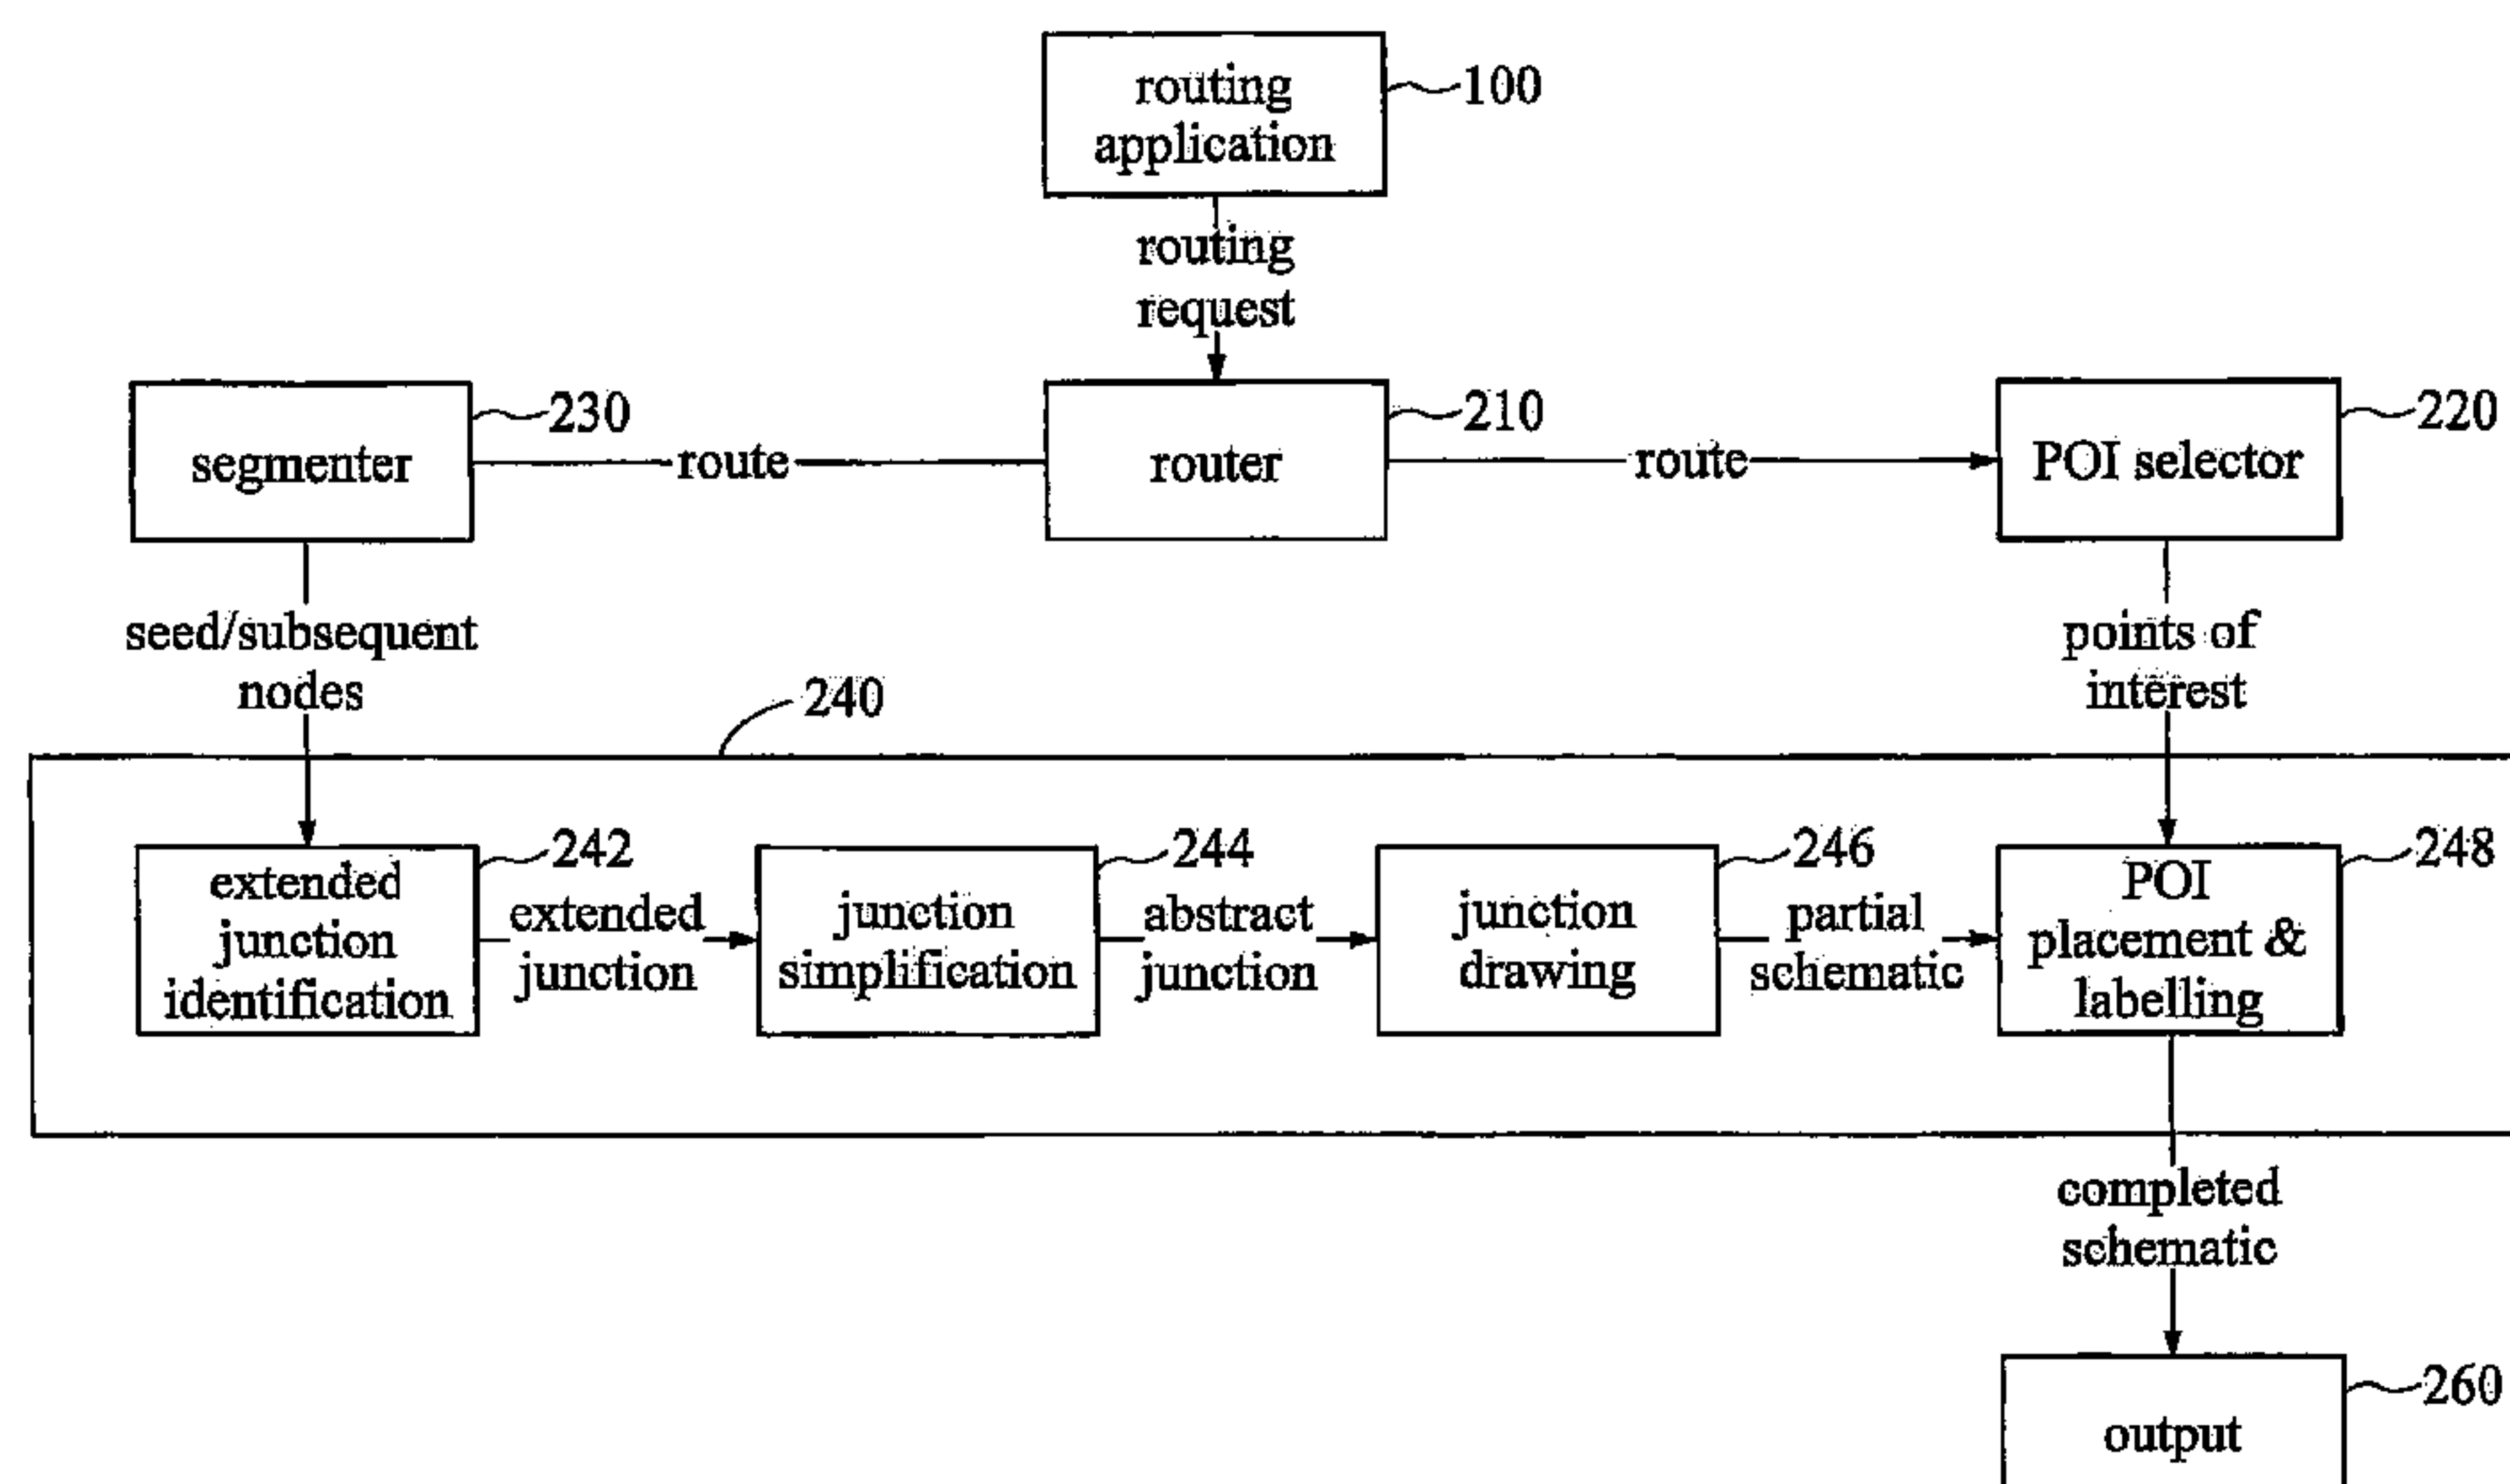 routing
application
100
routing
request
230
210
220
segmenter
route
router
route
POI selector
seed/subsequent
nodes
points of
interest
240
242
244
246
248
extended
junction
identification
extended
junction
junction
simplification
abstract
junction
junction
drawing
partial
schematic
POI
placement &
labelling
completed
schematic
260
output